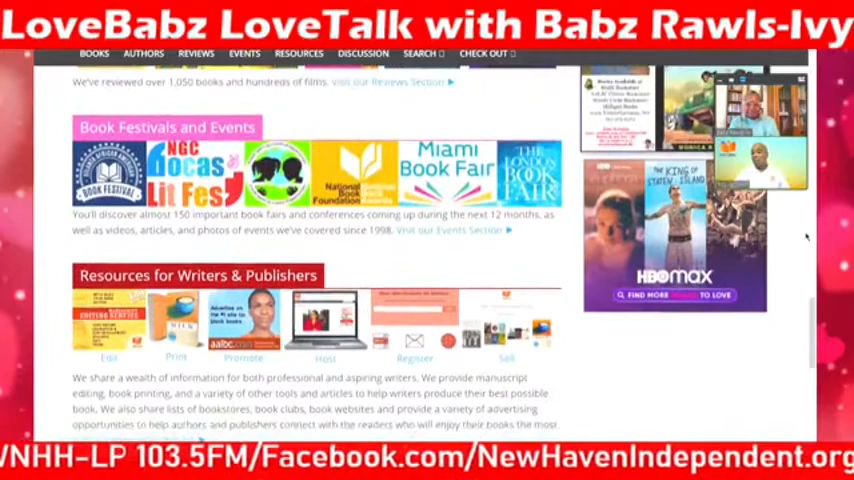 LoveBabz LoveTalk with Babz Rawls-Ivy
BOOKS AUTHORS REVIEWS EVENTS RESOURCES DISCUSSION SEARCH CHECK OUT
We've reviewed over 1,050 books and hundreds of films. Visit our Reviews Section
Book Festivals and Events
BOOK FESTIVAL
NGC
Bocas
Lit Fest
National
Book
Foundation
Miami
Book Fair
THE
LONDON
BOOK
FAIR
You'll discover almost 150 important book fairs and conferences coming up during the next 12 months, as
well as videos, articles, and photos of events we've covered since 1998. Visit our Events Section
THE KING OF
STATEN ISLAND
HBOmax
FIND MORE TO LOVE
Resources for Writers & Publishers
EDITING SERVICE
aalbc.com
Edit Print Promote Host Register Sell
We share a wealth of information for both professional and aspiring writers. We provide manuscript
editing, book printing, and a variety of other tools and articles to help writers produce their best possible
book. We also share lists of bookstores, book clubs, book websites and provide a variety of advertising
opportunities to help authors and publishers connect with the readers who will enjoy their books the most.
WNHH-LP 103.5FM/Facebook.com/NewHavenIndependent.org